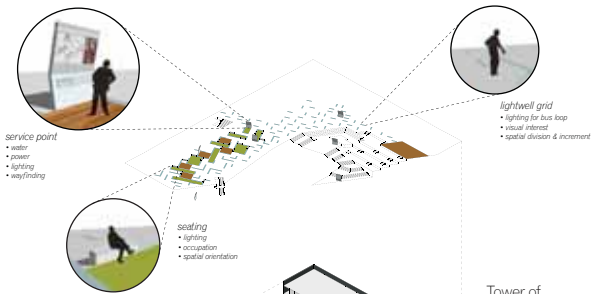 service point
• water
• power
• lighting
• wayfinding
lightwell grid
• lighting for bus loop
• visual interest
• spatial division & increment
seating
• lighting
• occupation
• spatial orientation
Tower of